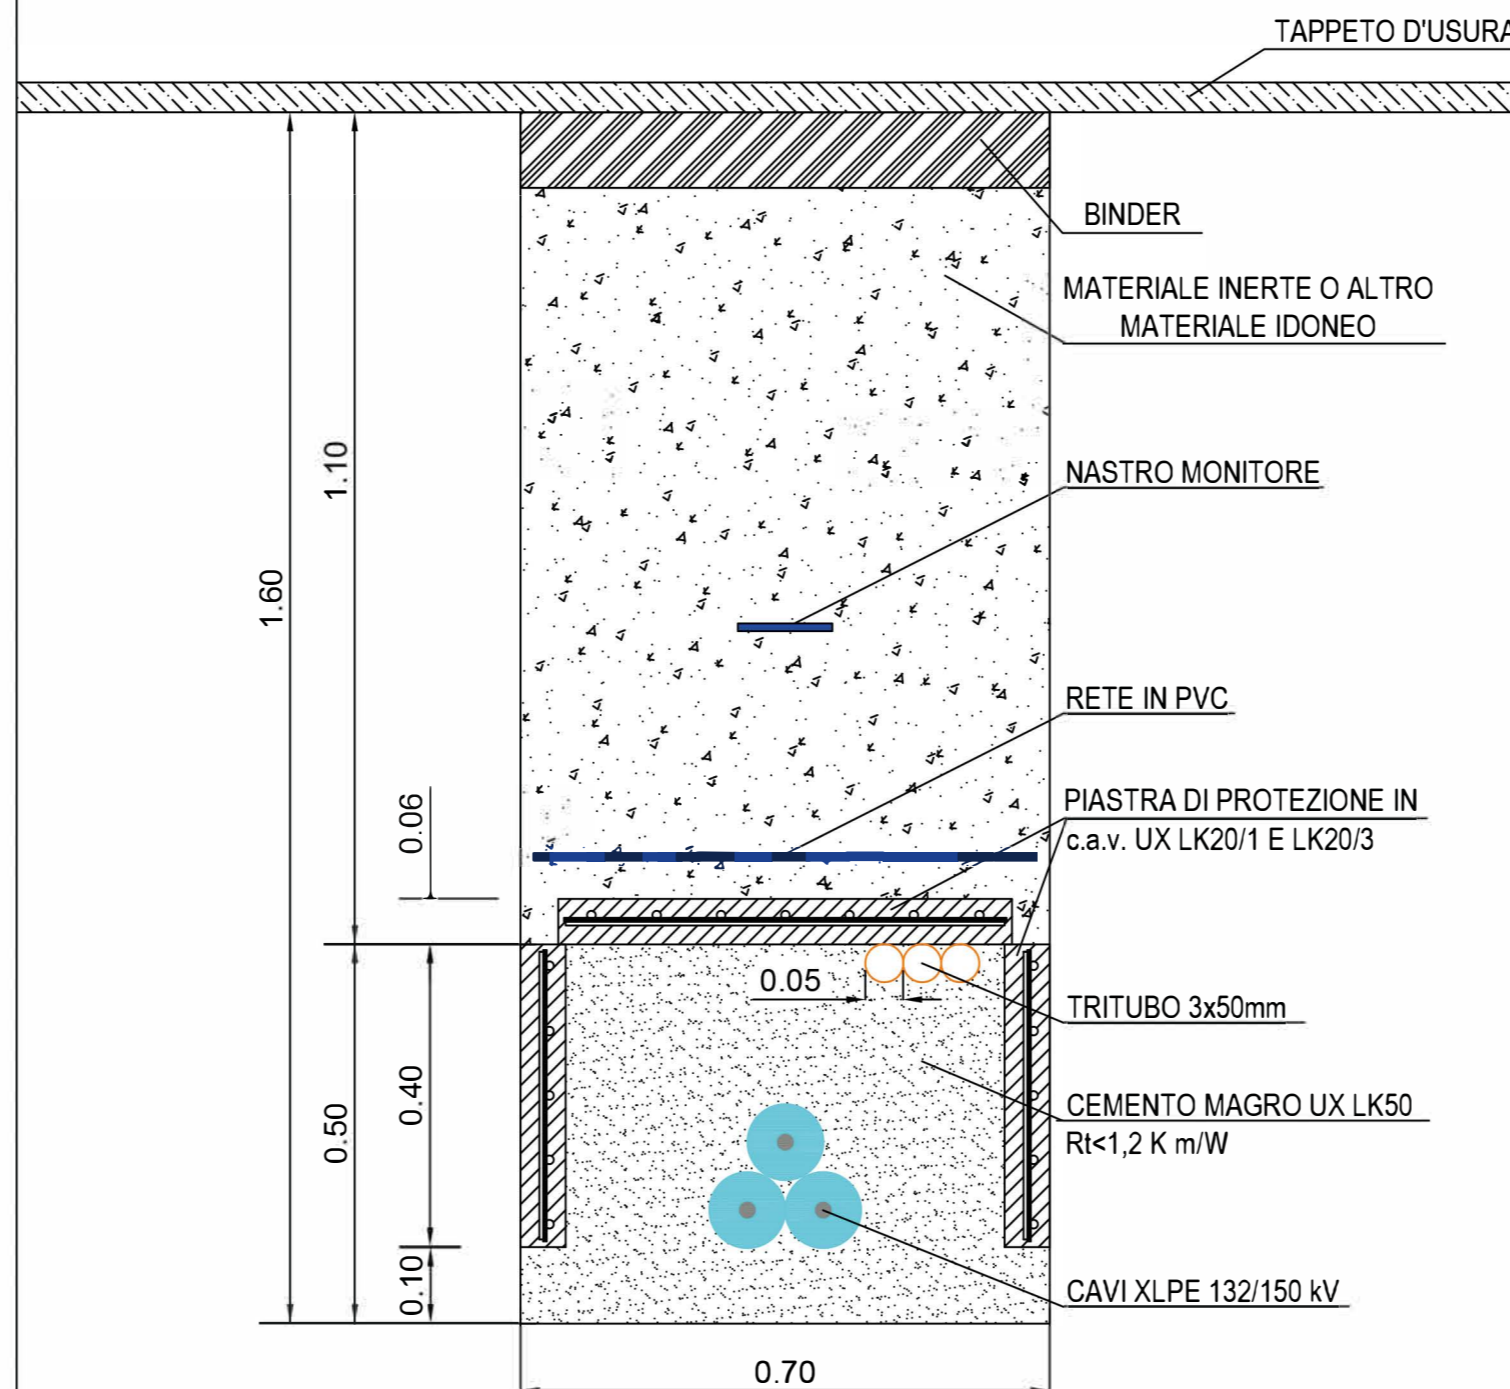 TAPPETO D'USURA
BINDER
MATERIALE INERTE O ALTRO
MATERIALE IDONEO
1.10
NASTRO MONITORE
1.60
RETE IN PVC
0.06
PIASTRA DI PROTEZIONE IN
c.a.v. UX LK20/1 E LK20/3
0.05
TRITUBO 3x50mm
0.40
0.50
CEMENTO MAGRO UX LK50
Rt<1,2 K m/W
0.10
CAVI XLPE 132/150 kV
0.70